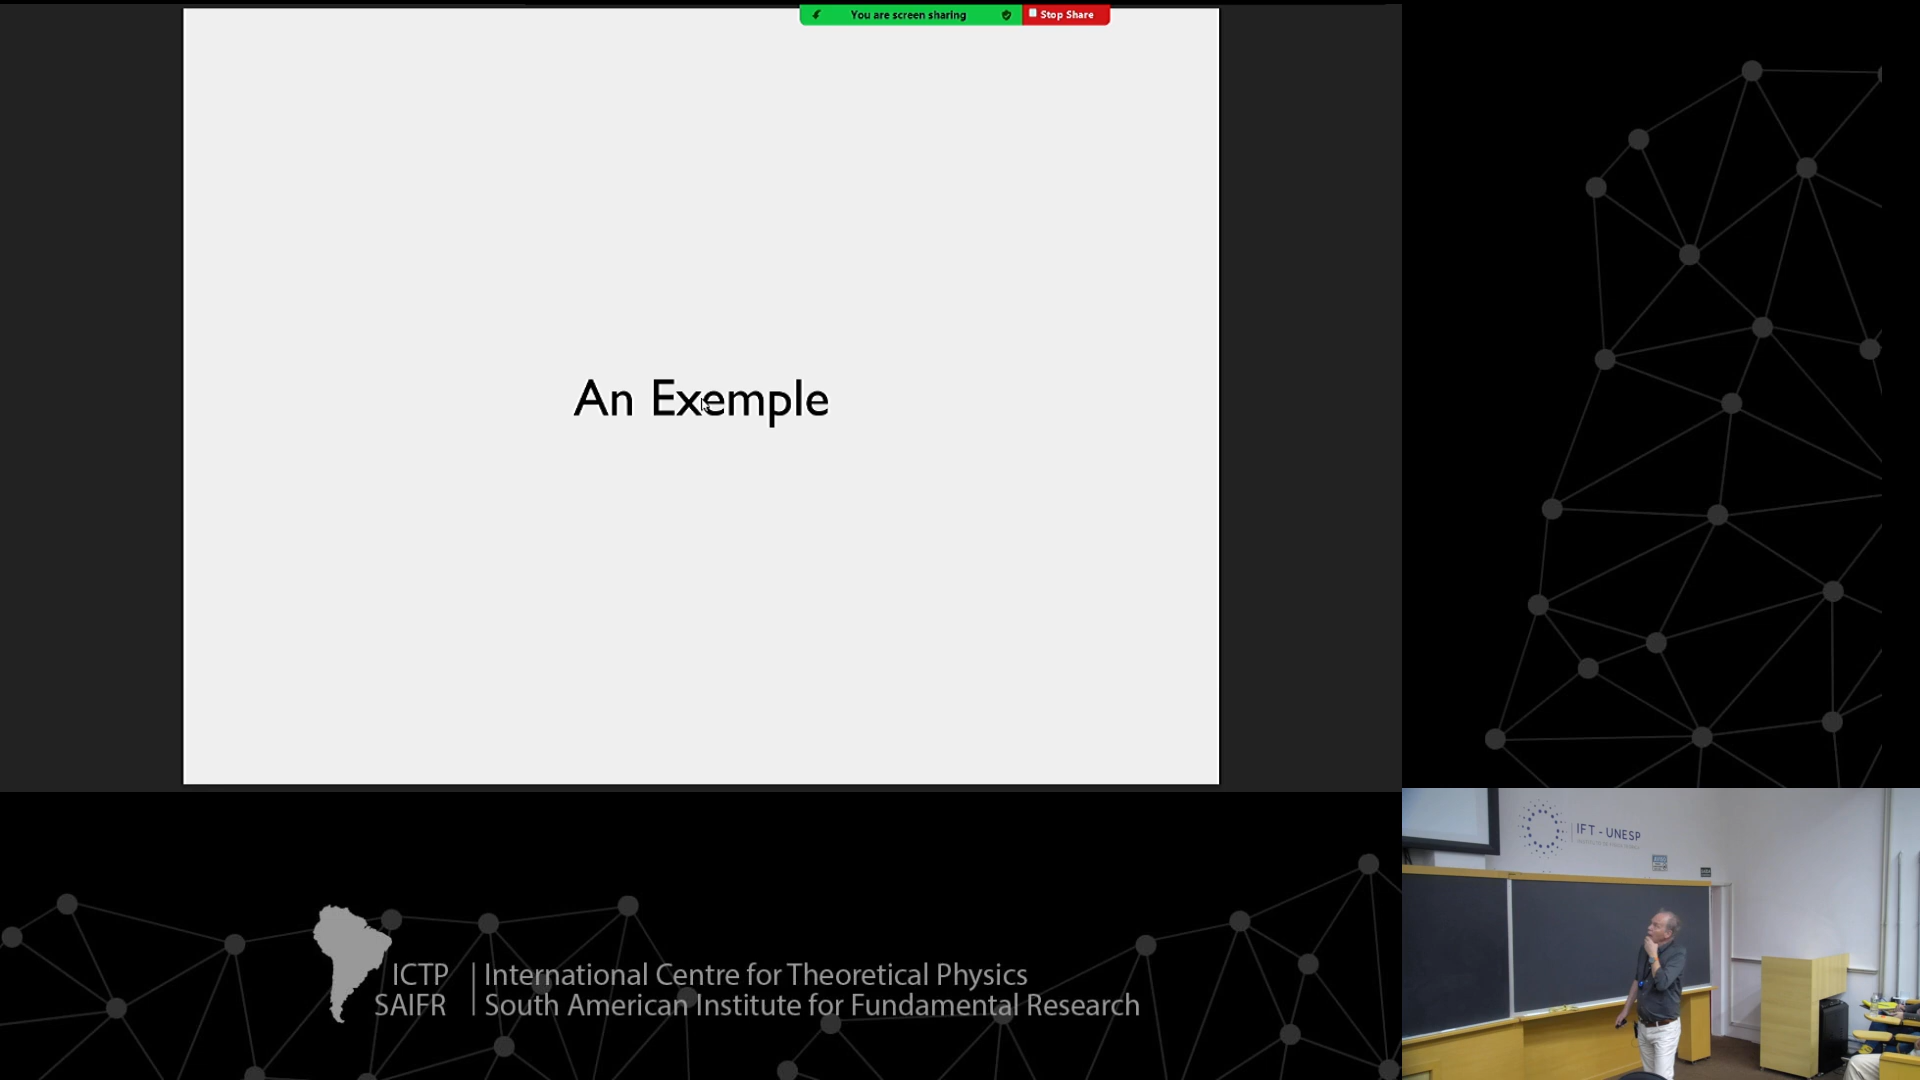 You are screen sharing
Stop Share
An Exemple
IFT - UNESP
ICTP
SAIFR
International Centre for Theoretical Physics
South American Institute for Fundamental Research